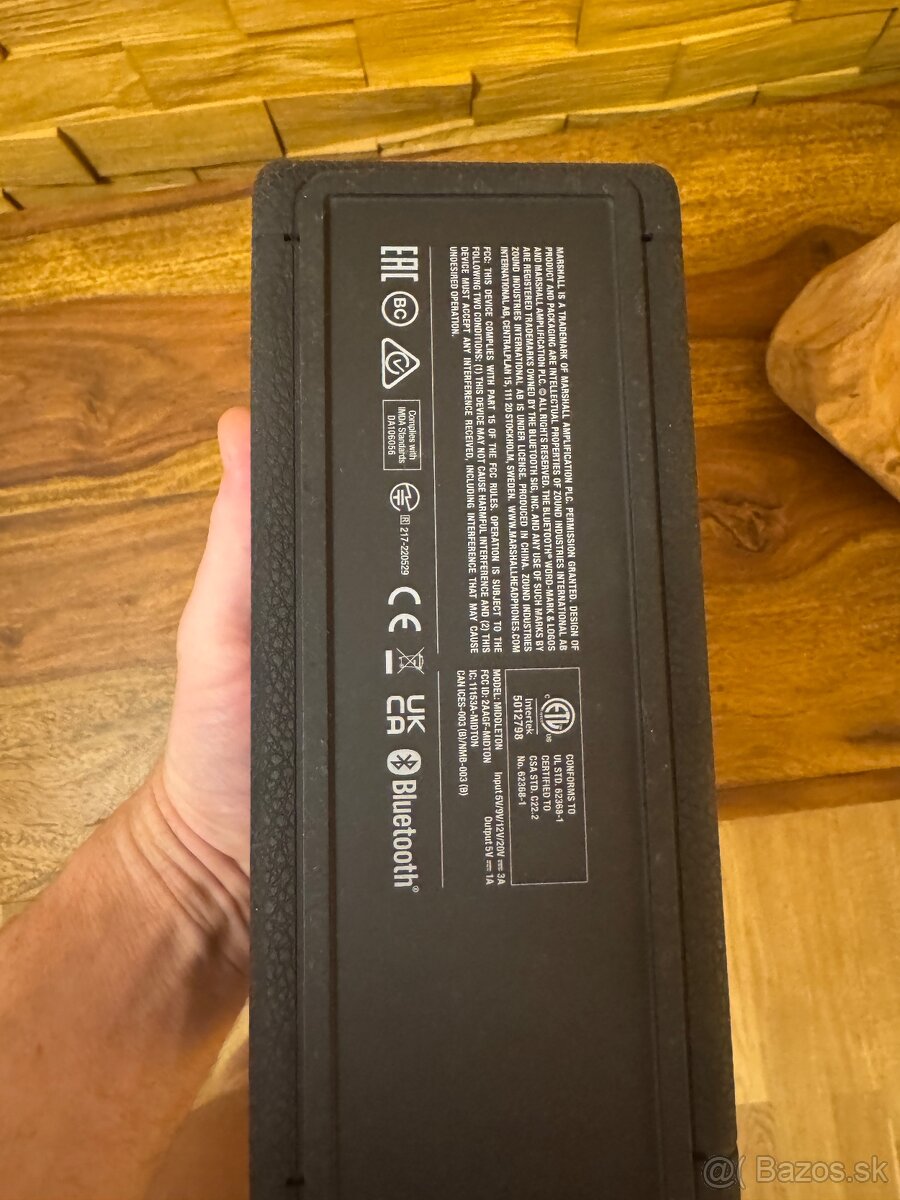 MARSHALL IS A TRADEMARK OF MARSHALL AMPLIFICATION PLC. PERMISSION GRANTED. DESIGN OF
PRODUCT AND PACKAGING ARE INTELLECTUAL PROPERTIES OF ZOUND INDUSTRIES INTERNATIONAL AB
AND MARSHALL AMPLIFICATION PLC. © ALL RIGHTS RESERVED. THE BLUETOOTH® WORD-MARK & LOGOS
ARE REGISTERED TRADEMARKS OWNED BY THE BLUETOOTH SIG, INC. AND ANY USE OF SUCH MARKS BY
ZOUND INDUSTRIES INTERNATIONAL AB IS UNDER LICENSE. PRODUCED IN CHINA. ZOUND INDUSTRIES
INTERNATIONAL AB, CENTRALPLAN 15, 111 20 STOCKHOLM, SWEDEN. WWW.MARSHALLHEADPHONES.COM
FCC: THIS DEVICE COMPLIES WITH PART 15 OF THE FCC RULES. OPERATION IS SUBJECT TO THE
FOLLOWING TWO CONDITIONS: (1) THIS DEVICE MAY NOT CAUSE HARMFUL INTERFERENCE AND (2) THIS
DEVICE MUST ACCEPT ANY INTERFERENCE RECEIVED, INCLUDING INTERFERENCE THAT MAY CAUSE
UNDESIRED OPERATION.
EAC
BC
Complies with
IMDA Standards
DA106056
R 217-220529
CE
UK
CA
Bluetooth®
c ETL us
Intertek
5012798
CONFORMS TO
UL STD. 62368-1
CERTIFIED TO
CSA STD. C22.2
No. 62368-1
MODEL: MIDDLETON
FCC ID: 2AAGF-MIDTON
IC: 11153A-MIDTON
CAN ICES-003 (B)/NMB-003 (B)
Input 5V/9V/12V/20V ⎓ 3A
Output 5V ⎓ 1A
@( Bazos.sk